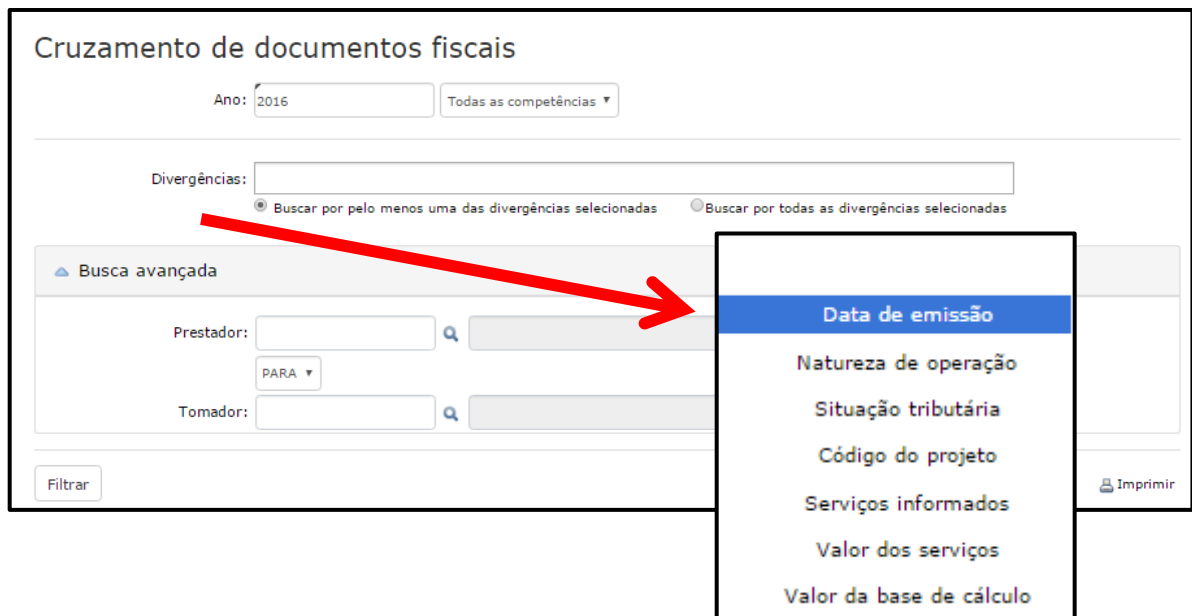 Cruzamento de documentos fiscais
Ano: 2016 Todas as competências
Divergências:
Buscar por pelo menos uma das divergências selecionadas Buscar por todas as divergências selecionadas
Busca avançada
Prestador:
PARA
Tomador:
Filtrar
Imprimir
Data de emissão
Natureza de operação
Situação tributária
Código do projeto
Serviços informados
Valor dos serviços
Valor da base de cálculo